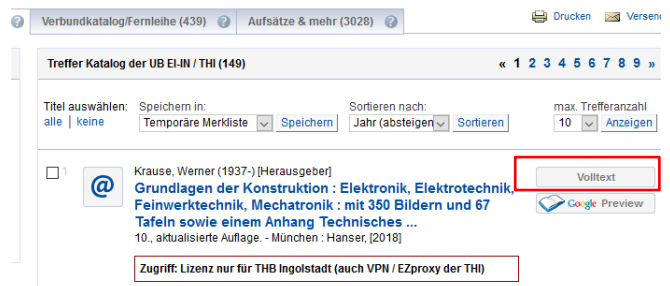 Verbundkatalog/Fernleihe (439) Aufsätze & mehr (3028) Drucken
Treffer Katalog der UB EI-IN / THI (149) « 1 2 3 4 5 6 7 8 9 »
Titel auswählen: Speichern in: Sortieren nach: max. Trefferanzahl
alle | keine Temporäre Merkliste Speichern Jahr (absteigen Sortieren 10 Anzeigen
1 @ Krause, Werner (1937-) [Herausgeber] Volltext
Grundlagen der Konstruktion : Elektronik, Elektrotechnik,
Feinwerktechnik, Mechatronik : mit 350 Bildern und 67 Google Preview
Tafeln sowie einem Anhang Technisches ...
10., aktualisierte Auflage. - München : Hanser, [2018]
Zugriff: Lizenz nur für THB Ingolstadt (auch VPN / EZproxy der THI)